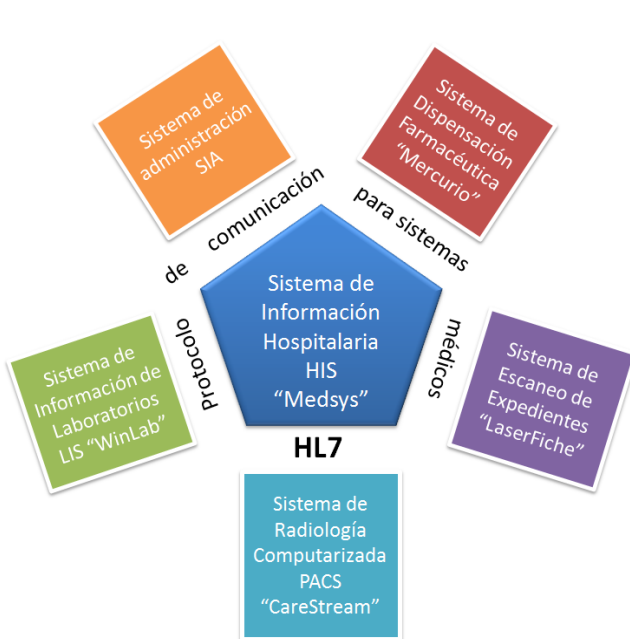 Sistema de
administración
SIA
Sistema de
Dispensación
Farmacéutica
“Mercurio”
Protocolo de comunicación para sistemas médicos
Sistema de
Información
Hospitalaria
HIS
“Medsys”
HL7
Sistema de
Información de
Laboratorios
LIS “WinLab”
Sistema de
Escaneo de
Expedientes
“LaserFiche”
Sistema de
Radiología
Computarizada
PACS
“CareStream”